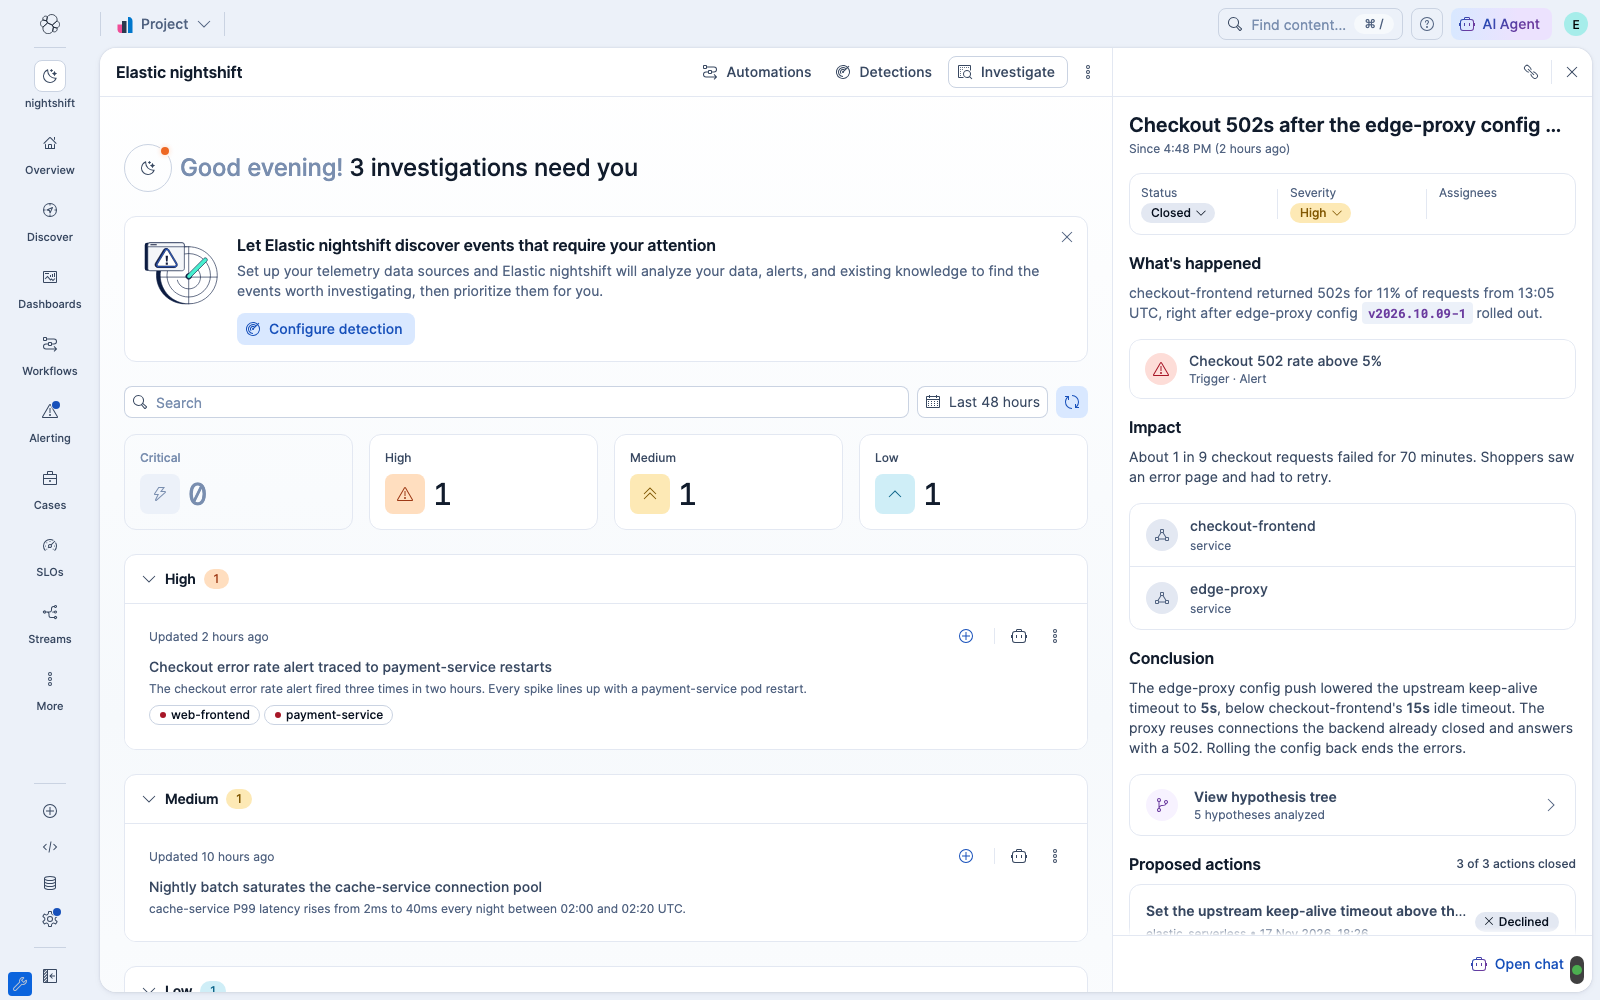 Project
Find content...
⌘ /
AI Agent
E
nightshift
Overview
Discover
Dashboards
Workflows
Alerting
Cases
SLOs
Streams
More
Elastic nightshift
Automations
Detections
Investigate
Good evening! 3 investigations need you
Let Elastic nightshift discover events that require your attention
Set up your telemetry data sources and Elastic nightshift will analyze your data, alerts, and existing knowledge to find the
events worth investigating, then prioritize them for you.
Configure detection
Search
Last 48 hours
Critical
0
High
1
Medium
1
Low
1
High 1
Updated 2 hours ago
Checkout error rate alert traced to payment-service restarts
The checkout error rate alert fired three times in two hours. Every spike lines up with a payment-service pod restart.
web-frontend
payment-service
Medium 1
Updated 10 hours ago
Nightly batch saturates the cache-service connection pool
cache-service P99 latency rises from 2ms to 40ms every night between 02:00 and 02:20 UTC.
Low 1
Checkout 502s after the edge-proxy config ...
Since 4:48 PM (2 hours ago)
Status
Closed
Severity
High
Assignees
What's happened
checkout-frontend returned 502s for 11% of requests from 13:05
UTC, right after edge-proxy config v2026.10.09-1 rolled out.
Checkout 502 rate above 5%
Trigger · Alert
Impact
About 1 in 9 checkout requests failed for 70 minutes. Shoppers saw
an error page and had to retry.
checkout-frontend
service
edge-proxy
service
Conclusion
The edge-proxy config push lowered the upstream keep-alive
timeout to 5s, below checkout-frontend's 15s idle timeout. The
proxy reuses connections the backend already closed and answers
with a 502. Rolling the config back ends the errors.
View hypothesis tree
5 hypotheses analyzed
Proposed actions
3 of 3 actions closed
Set the upstream keep-alive timeout above th...
Declined
elastic-serverless • 17 Nov 2026, 18:26
Open chat